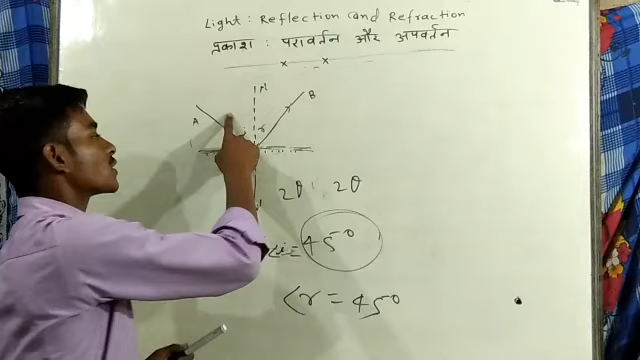 Light : Reflection and Refraction
प्रकाश : परावर्तन और अपवर्तन
N
B
A
i r
2θ 2θ
<i = 45°
<r = 45°